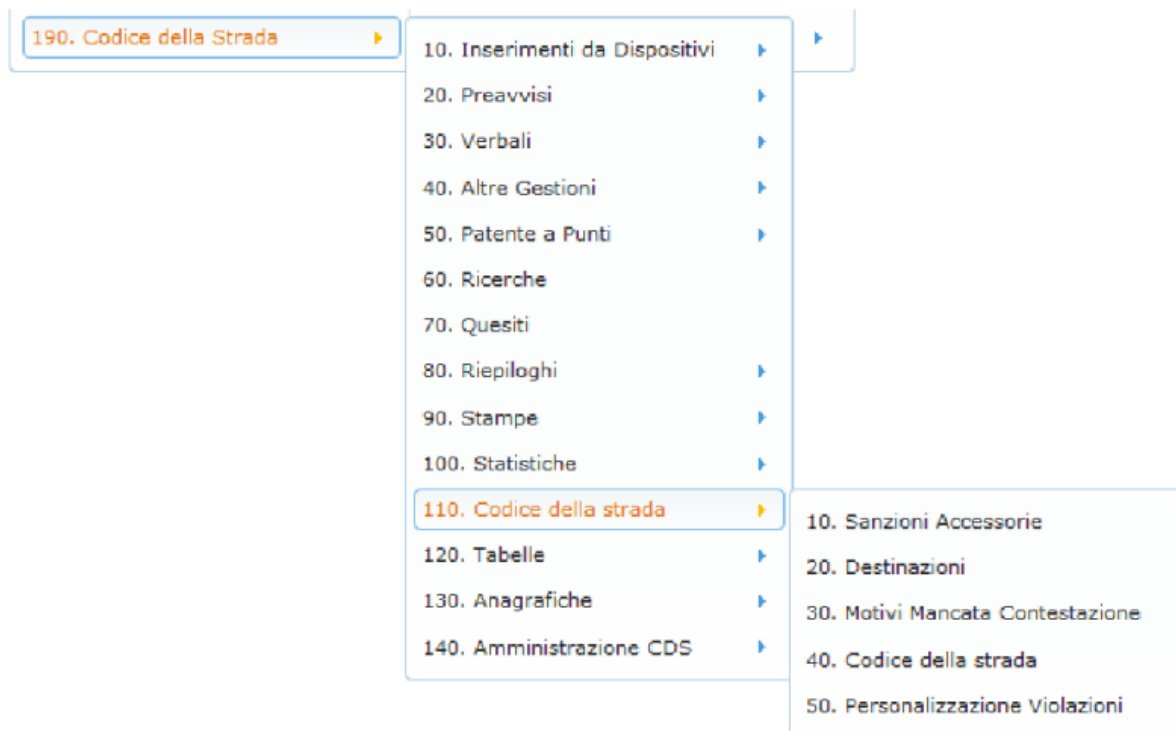 190. Codice della Strada
10. Inserimenti da Dispositivi
20. Preavvisi
30. Verbali
40. Altre Gestioni
50. Patente a Punti
60. Ricerche
70. Quesiti
80. Riepiloghi
90. Stampe
100. Statistiche
110. Codice della strada
120. Tabelle
130. Anagrafiche
140. Amministrazione CDS
10. Sanzioni Accessorie
20. Destinazioni
30. Motivi Mancata Contestazione
40. Codice della strada
50. Personalizzazione Violazioni